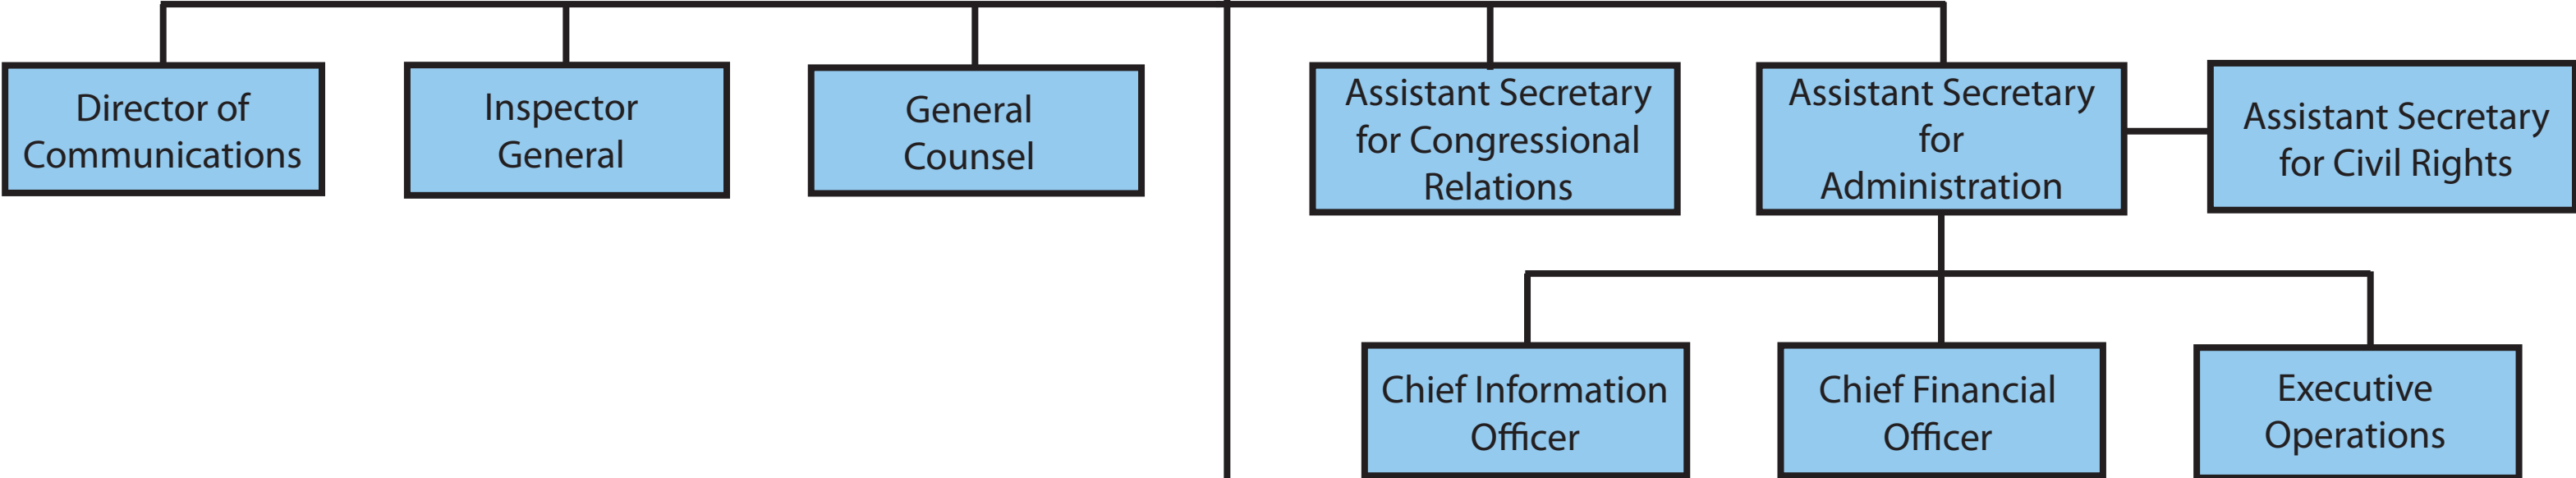 Director of
Communications
Inspector
General
General
Counsel
Assistant Secretary
for Congressional
Relations
Assistant Secretary
for
Administration
Assistant Secretary
for Civil Rights
Chief Information
Officer
Chief Financial
Officer
Executive
Operations